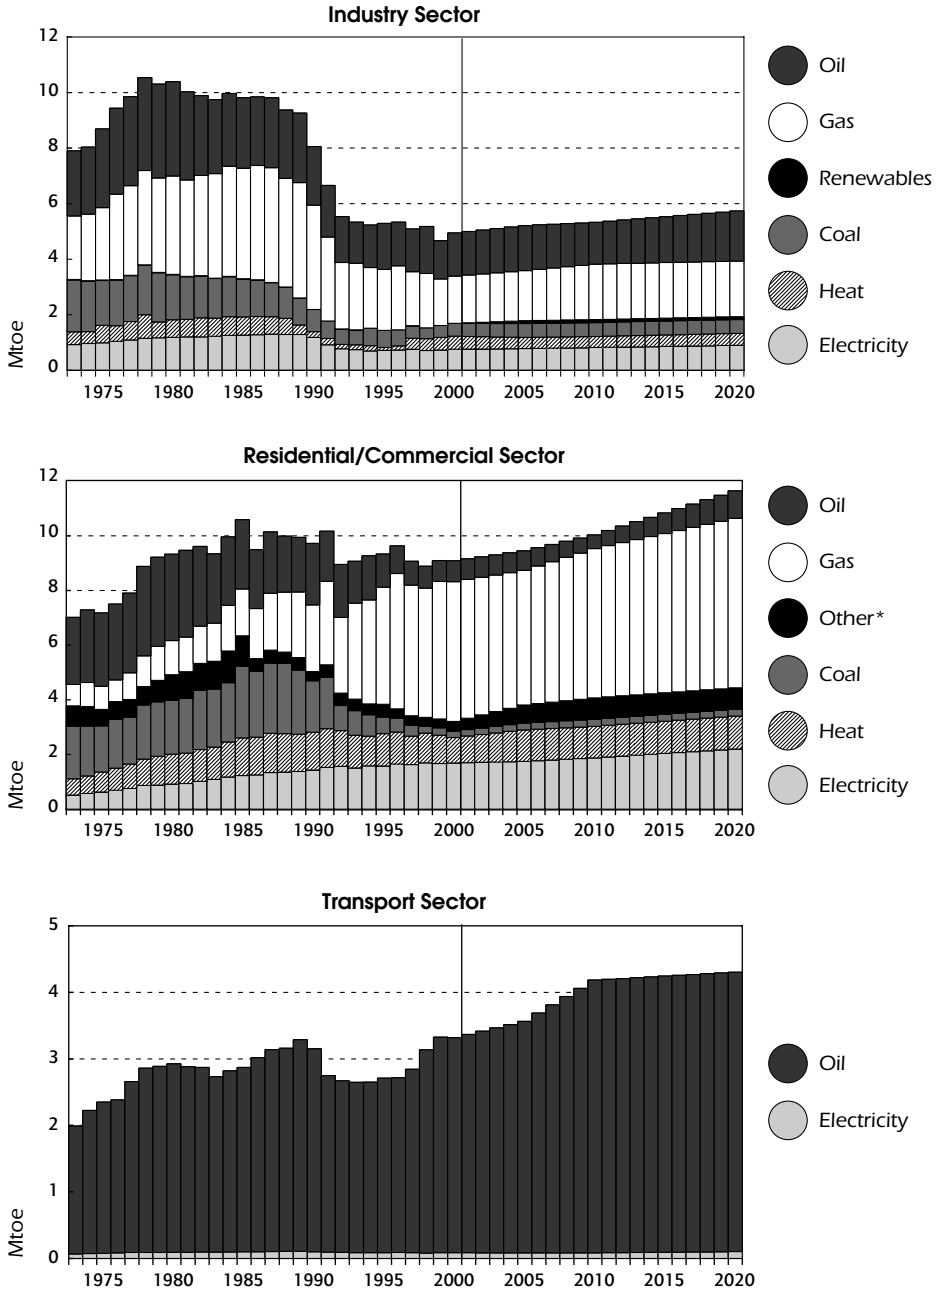 Industry Sector
12
10
8
6
4
2
0
Mtoe
1975 1980 1985 1990 1995 2000 2005 2010 2015 2020
Oil
Gas
Renewables
Coal
Heat
Electricity
Residential/Commercial Sector
12
10
8
6
4
2
0
Mtoe
1975 1980 1985 1990 1995 2000 2005 2010 2015 2020
Oil
Gas
Other*
Coal
Heat
Electricity
Transport Sector
5
4
3
2
1
0
Mtoe
1975 1980 1985 1990 1995 2000 2005 2010 2015 2020
Oil
Electricity